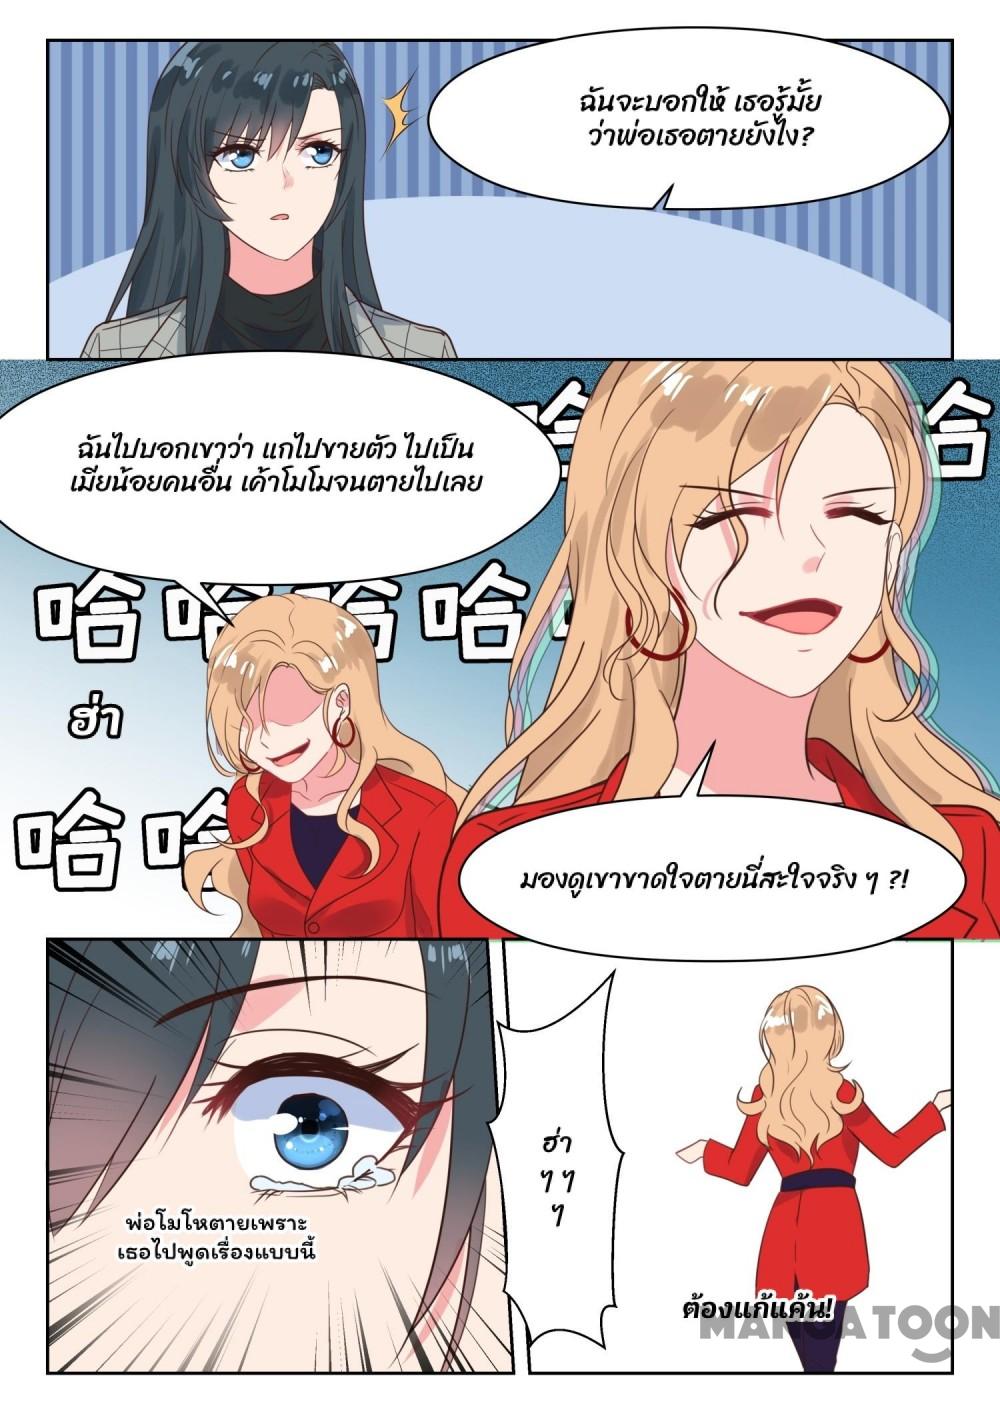 ฉันจะบอกให้ เธอรู้มั้ย
ว่าพ่อเธอตายยังไง?
ฉันไปบอกเขาว่า แกไปขายตัว ไปเป็น
เมียน้อยคนอื่น เค้าโมโมจนตายไปเลย
哈 哈
哈 哈 哈 哈
ฮ่า
哈 哈
มองดูเขาขาดใจตายนี่สะใจจริง ๆ ?!
พ่อโมโหตายเพราะ
เธอไปพูดเรื่องแบบนี้
ฮ่า
ๆ ๆ
ๆ
ต้องแก้แค้น!
MANGATOON